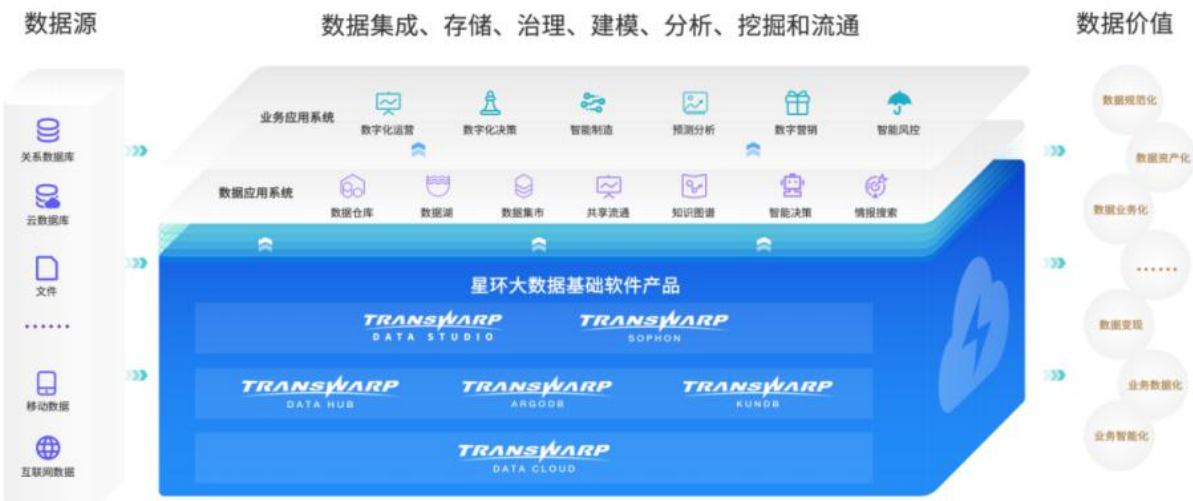 数据源
数据集成、存储、治理、建模、分析、挖掘和流通
数据价值
关系数据库
云数据库
文件
......
移动数据
互联网数据
业务应用系统
数字化运营
数字化决策
智能制造
预测分析
数字营销
智能风控
数据应用系统
数据仓库
数据湖
数据集市
共享流通
知识图谱
智能决策
情报搜索
星环大数据基础软件产品
TRANSWARP
DATA STUDIO
TRANSWARP
SOPHON
TRANSWARP
DATA HUB
TRANSWARP
ARGODB
TRANSWARP
KUNDB
TRANSWARP
DATA CLOUD
数据规范化
数据资产化
数据业务化
......
数据变现
业务数据化
业务智能化